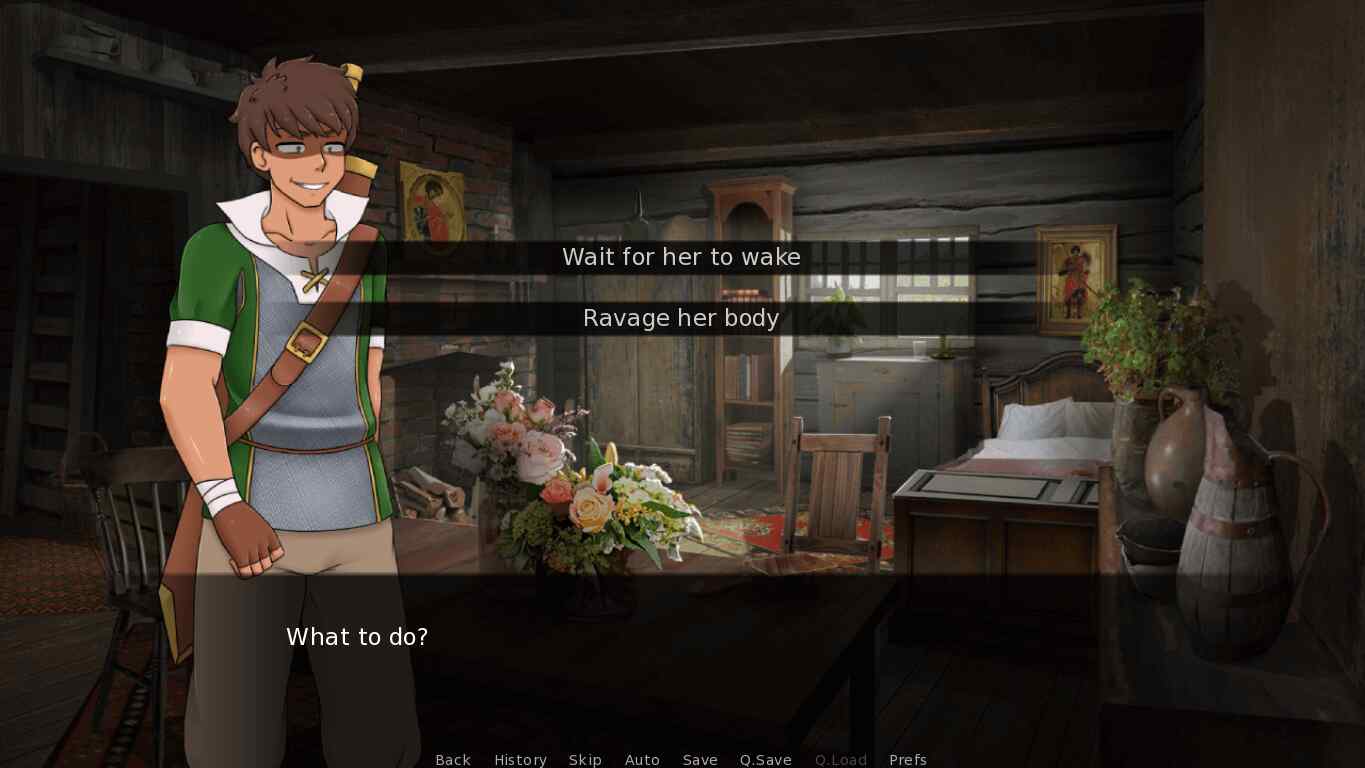 Wait for her to wake
Ravage her body
What to do?
Back History Skip Auto Save Q.Save Q.Load Prefs